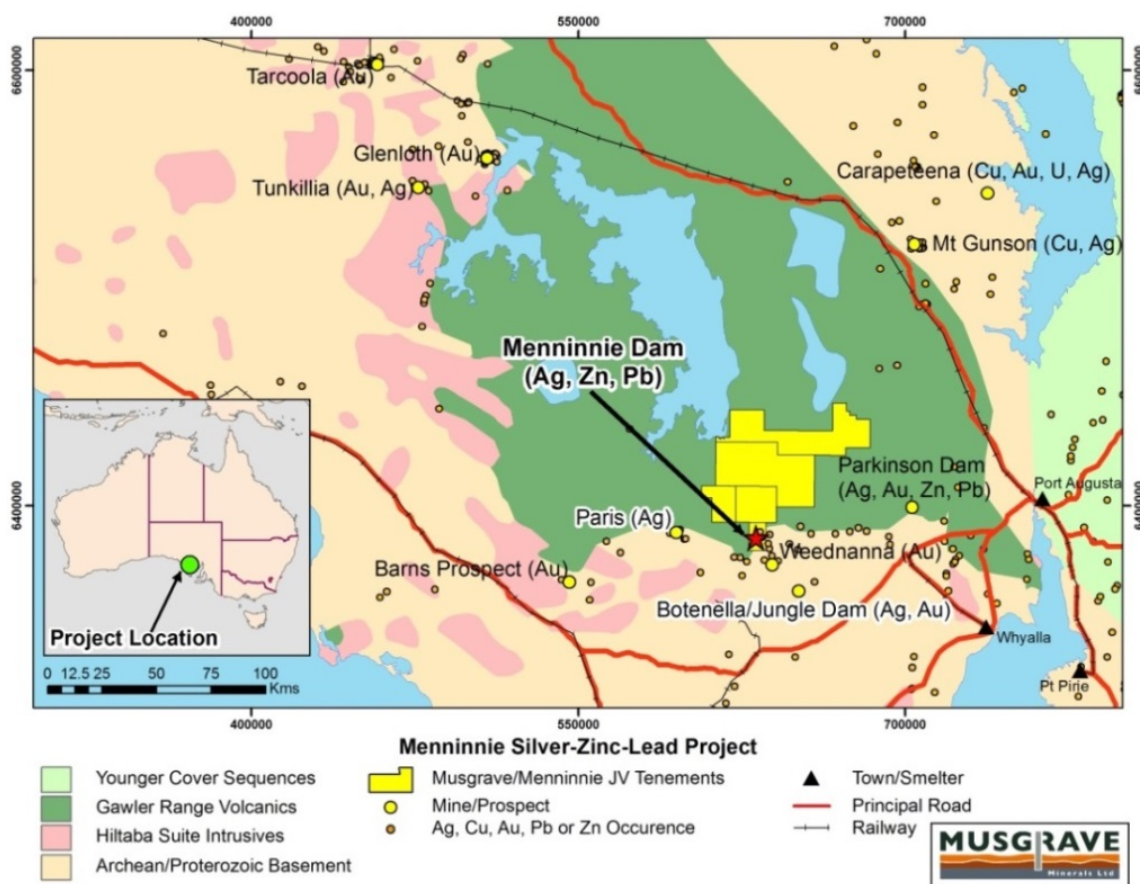 400000
550000
700000
6600000
6600000
Tarcoola (Au)
Glenloth (Au)
Tunkillia (Au, Ag)
Carapeteena (Cu, Au, U, Ag)
Mt Gunson (Cu, Ag)
Menninnie Dam
(Ag, Zn, Pb)
Parkinson Dam
(Ag, Au, Zn, Pb)
Port Augusta
6400000
6400000
Paris (Ag)
Weednanna (Au)
Barns Prospect (Au)
Botenella/Jungle Dam (Ag, Au)
Whyalla
Pt Pirie
Project Location
0 12.5 25 50 75 100
Kms
400000
550000
700000
Menninnie Silver-Zinc-Lead Project
Younger Cover Sequences
Gawler Range Volcanics
Hiltaba Suite Intrusives
Archean/Proterozoic Basement
Musgrave/Menninnie JV Tenements
Mine/Prospect
Ag, Cu, Au, Pb or Zn Occurence
Town/Smelter
Principal Road
Railway
MUSGRAVE
Minerals Ltd